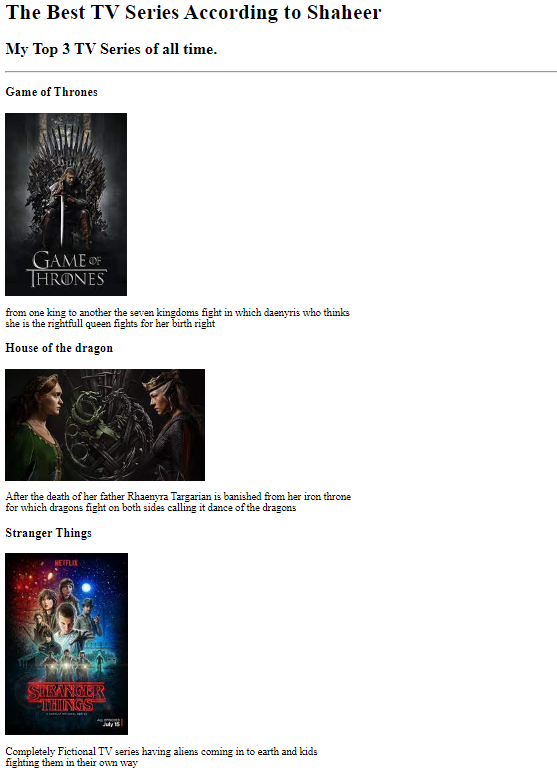 The Best TV Series According to Shaheer
My Top 3 TV Series of all time.
Game of Thrones
GAME OF
THRONES
from one king to another the seven kingdoms fight in which daenyris who thinks
she is the rightfull queen fights for her birth right
House of the dragon
After the death of her father Rhaenyra Targarian is banished from her iron throne
for which dragons fight on both sides calling it dance of the dragons
Stranger Things
NETFLIX
STRANGER
THINGS
A NETFLIX ORIGINAL SERIES
ALL EPISODES
July 15
Completely Fictional TV series having aliens coming in to earth and kids
fighting them in their own way